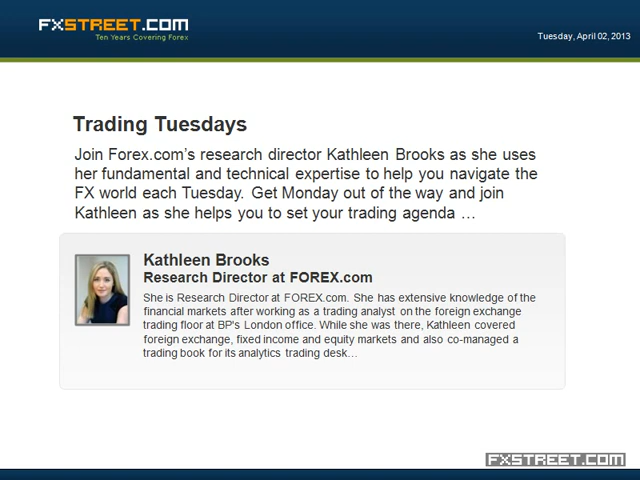 FXSTREET.COM
Ten Years Covering Forex
Tuesday, April 02, 2013
Trading Tuesdays
Join Forex.com’s research director Kathleen Brooks as she uses
her fundamental and technical expertise to help you navigate the
FX world each Tuesday.  Get Monday out of the way and join
Kathleen as she helps you to set your trading agenda …
Kathleen Brooks
Research Director at FOREX.com
She is Research Director at FOREX.com. She has extensive knowledge of the
financial markets after working as a trading analyst on the foreign exchange
trading floor at BP's London office. While she was there, Kathleen covered
foreign exchange, fixed income and equity markets and also co-managed a
trading book for its analytics trading desk…
FXSTREET.COM